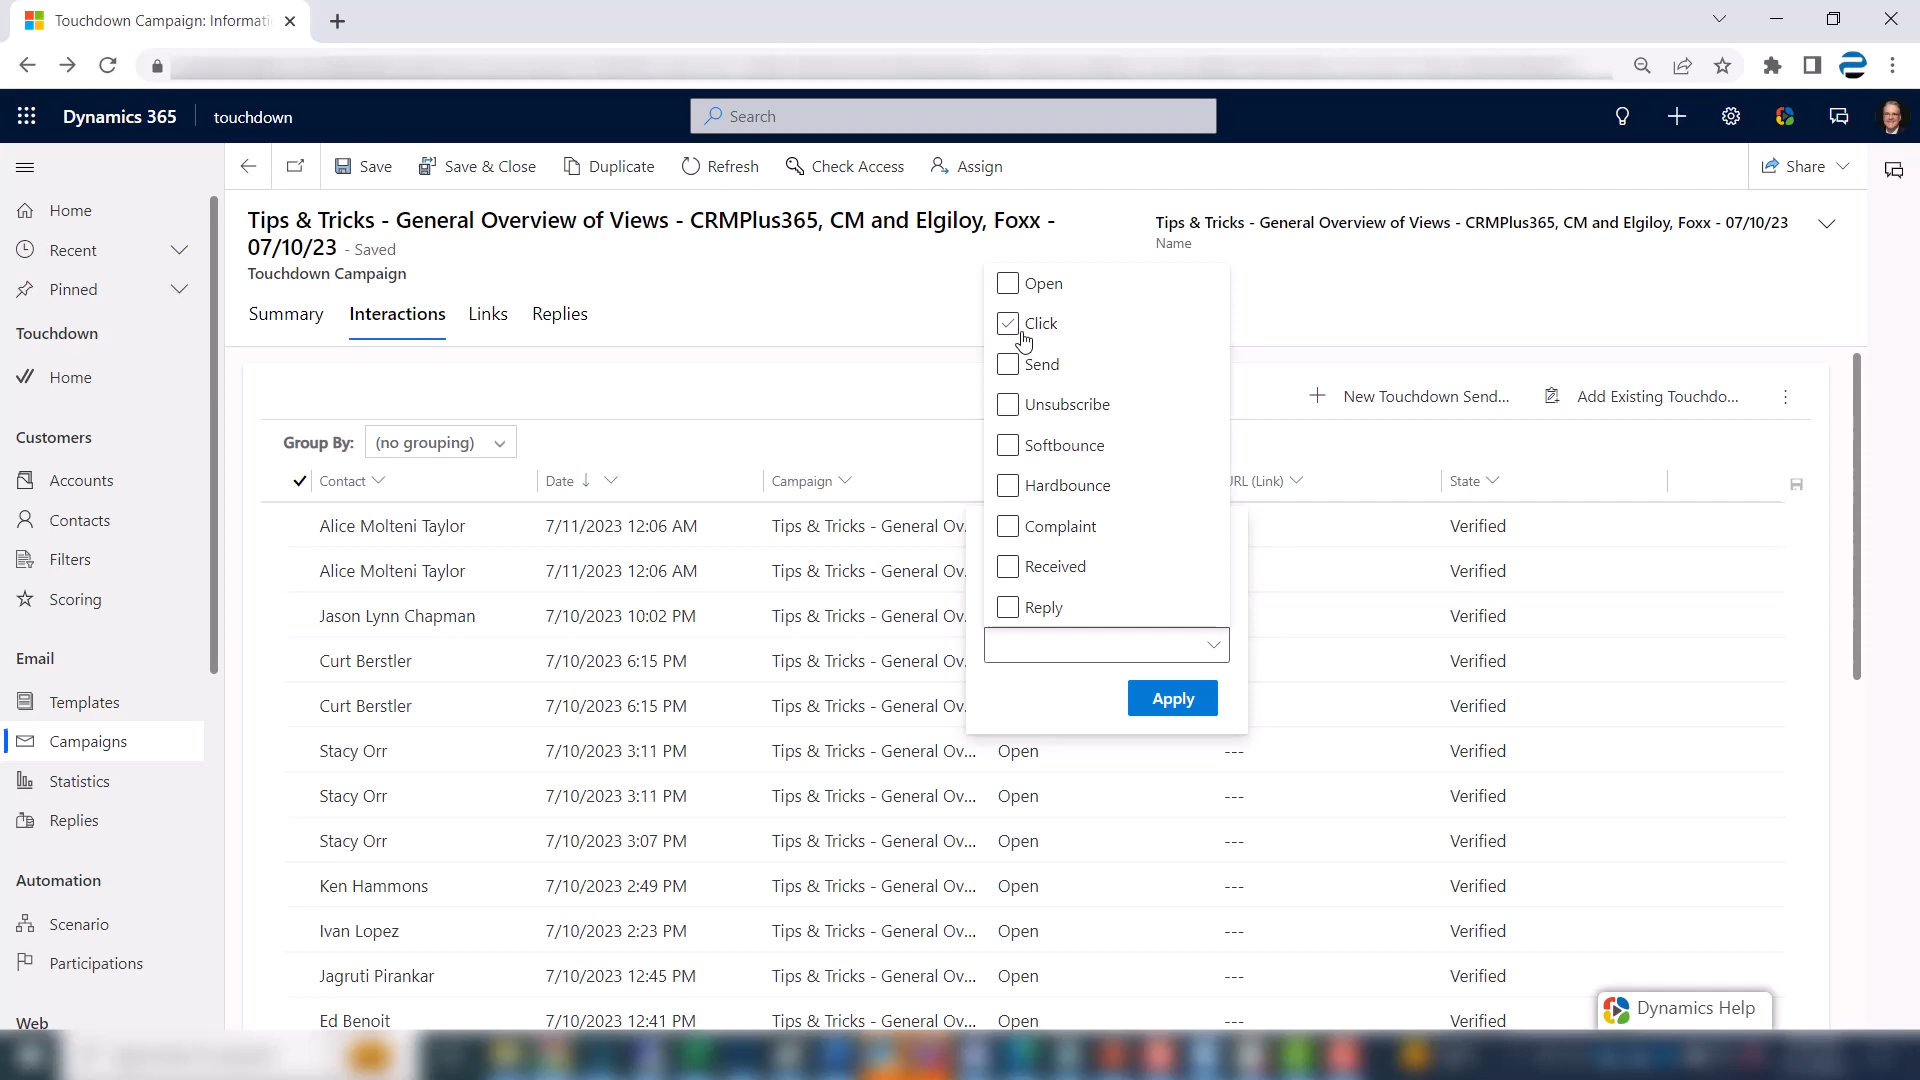 Touchdown Campaign: Informati
Dynamics 365
touchdown
Search
Save
Save & Close
Duplicate
Refresh
Check Access
Assign
Share
Home
Recent
Pinned
Touchdown
Home
Customers
Accounts
Contacts
Filters
Scoring
Email
Templates
Campaigns
Statistics
Replies
Automation
Scenario
Participations
Web
Tips & Tricks - General Overview of Views - CRMPlus365, CM and Elgiloy, Foxx -
07/10/23 - Saved
Touchdown Campaign
Tips & Tricks - General Overview of Views - CRMPlus365, CM and Elgiloy, Foxx - 07/10/23
Name
Summary
Interactions
Links
Replies
Open
Click
Send
Unsubscribe
Softbounce
Hardbounce
Complaint
Received
Reply
Apply
New Touchdown Send...
Add Existing Touchdo...
Group By: (no grouping)
Contact Date Campaign URL (Link) State
Alice Molteni Taylor 7/11/2023 12:06 AM Tips & Tricks - General Ov. Verified
Alice Molteni Taylor 7/11/2023 12:06 AM Tips & Tricks - General Ov. Verified
Jason Lynn Chapman 7/10/2023 10:02 PM Tips & Tricks - General Ov. Verified
Curt Berstler 7/10/2023 6:15 PM Tips & Tricks - General Ov. Verified
Curt Berstler 7/10/2023 6:15 PM Tips & Tricks - General Ov. Verified
Stacy Orr 7/10/2023 3:11 PM Tips & Tricks - General Ov... Open --- Verified
Stacy Orr 7/10/2023 3:11 PM Tips & Tricks - General Ov... Open --- Verified
Stacy Orr 7/10/2023 3:07 PM Tips & Tricks - General Ov... Open --- Verified
Ken Hammons 7/10/2023 2:49 PM Tips & Tricks - General Ov... Open --- Verified
Ivan Lopez 7/10/2023 2:23 PM Tips & Tricks - General Ov... Open --- Verified
Jagruti Pirankar 7/10/2023 12:45 PM Tips & Tricks - General Ov... Open --- Verified
Ed Benoit 7/10/2023 12:41 PM Tips & Tricks - General Ov... Open --- Verified
Dynamics Help